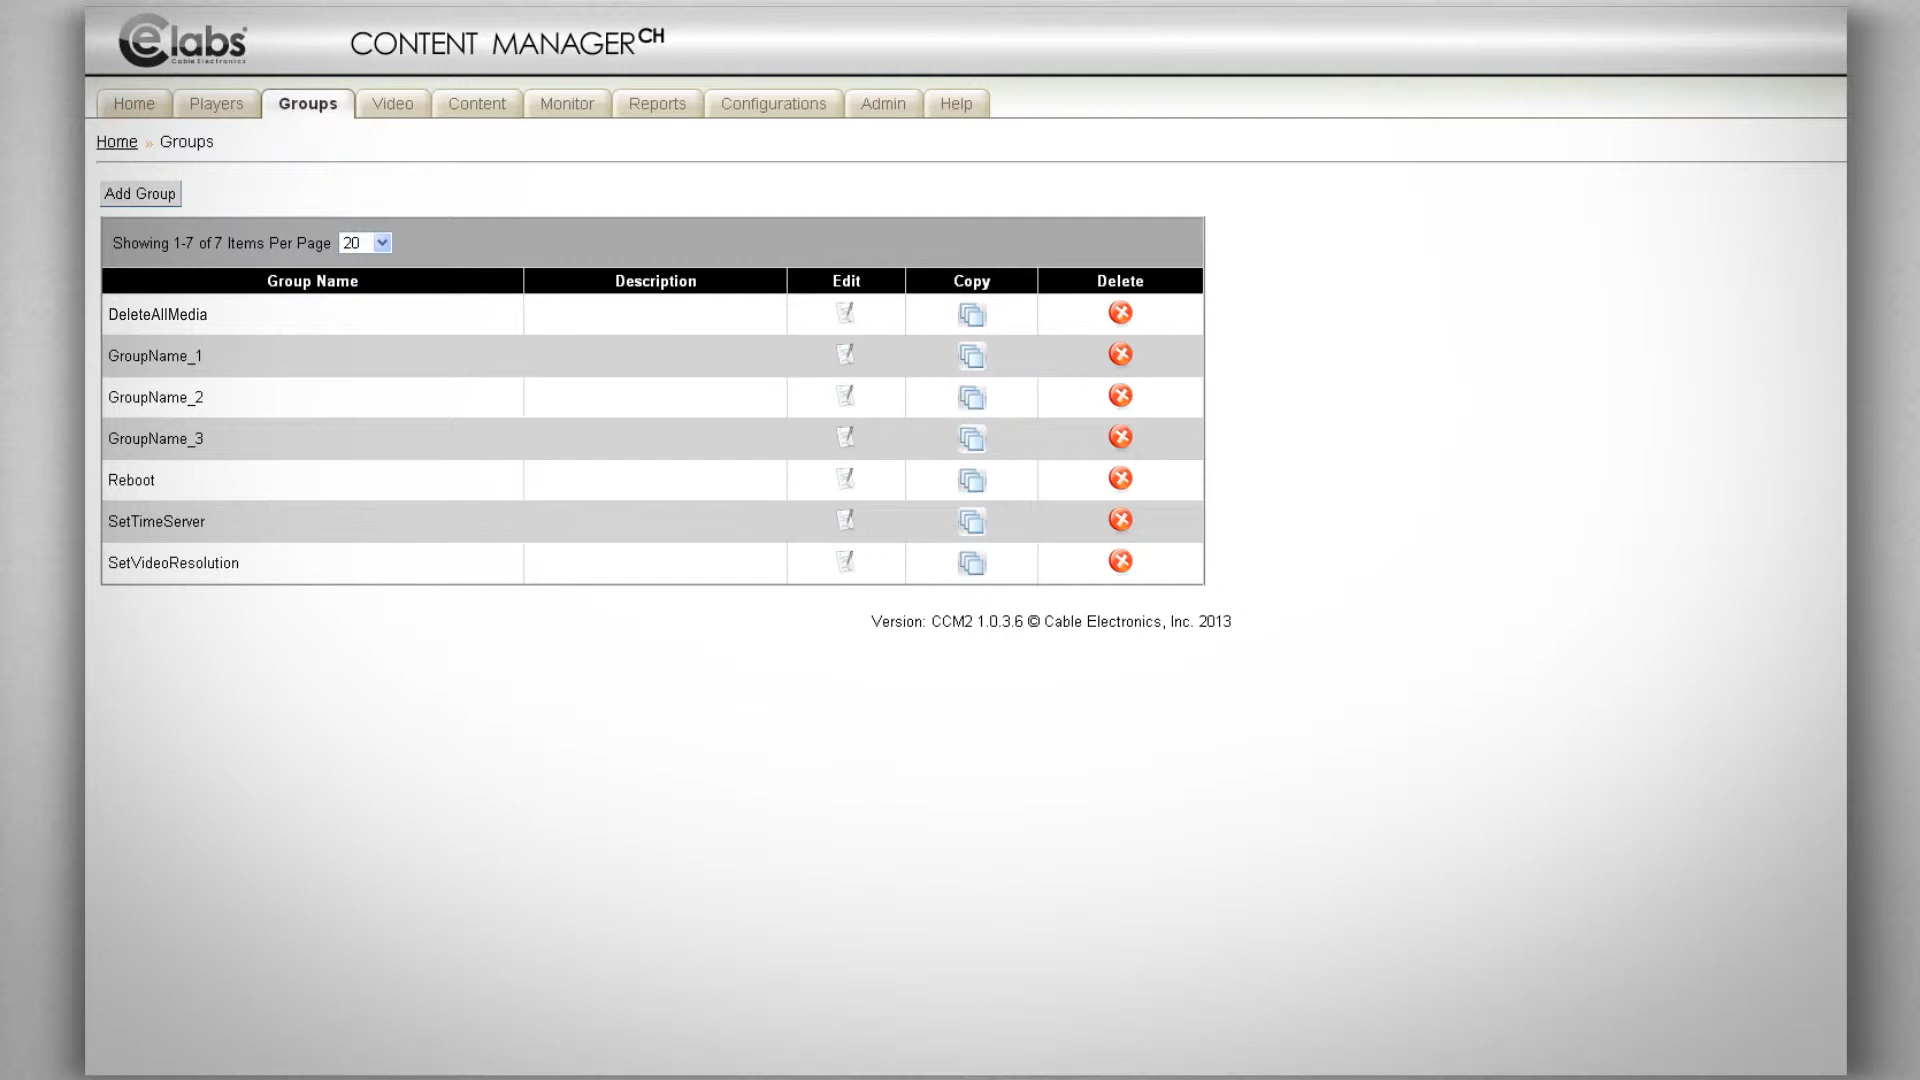 elabs
Cable Electronics
CONTENT MANAGER CH
Home Players Groups Video Content Monitor Reports Configurations Admin Help
Home » Groups
Add Group
Showing 1-7 of 7 Items Per Page 20
Group Name Description Edit Copy Delete
DeleteAllMedia
GroupName_1
GroupName_2
GroupName_3
Reboot
SetTimeServer
SetVideoResolution
Version: CCM2 1.0.3.6 © Cable Electronics, Inc. 2013